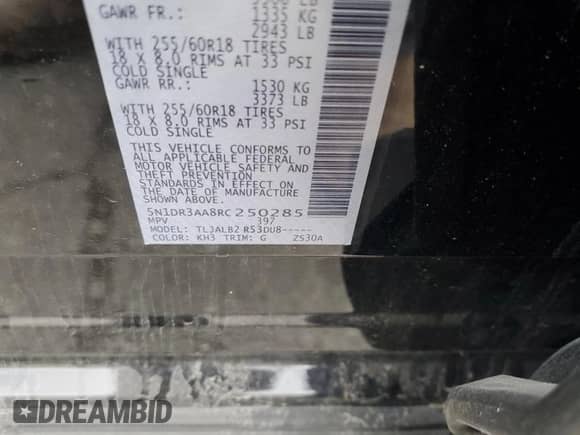 GAWR FR.: 1335 KG
2943 LB
WITH 255/60R18 TIRES
18 X 8.0 RIMS AT 33 PSI
COLD SINGLE
GAWR RR.: 1530 KG
3373 LB
WITH 255/60R18 TIRES
18 X 8.0 RIMS AT 33 PSI
COLD SINGLE
THIS VEHICLE CONFORMS TO
ALL APPLICABLE FEDERAL
MOTOR VEHICLE SAFETY AND
THEFT PREVENTION
STANDARDS IN EFFECT ON
THE DATE OF MANUFACTURE
SHOWN ABOVE.
5N1DR3AA8RC250285
MPV 397
MODEL: TLJALB2 R53DU8-----
COLOR: KH3 TRIM: G ZS30A
DREAMBID